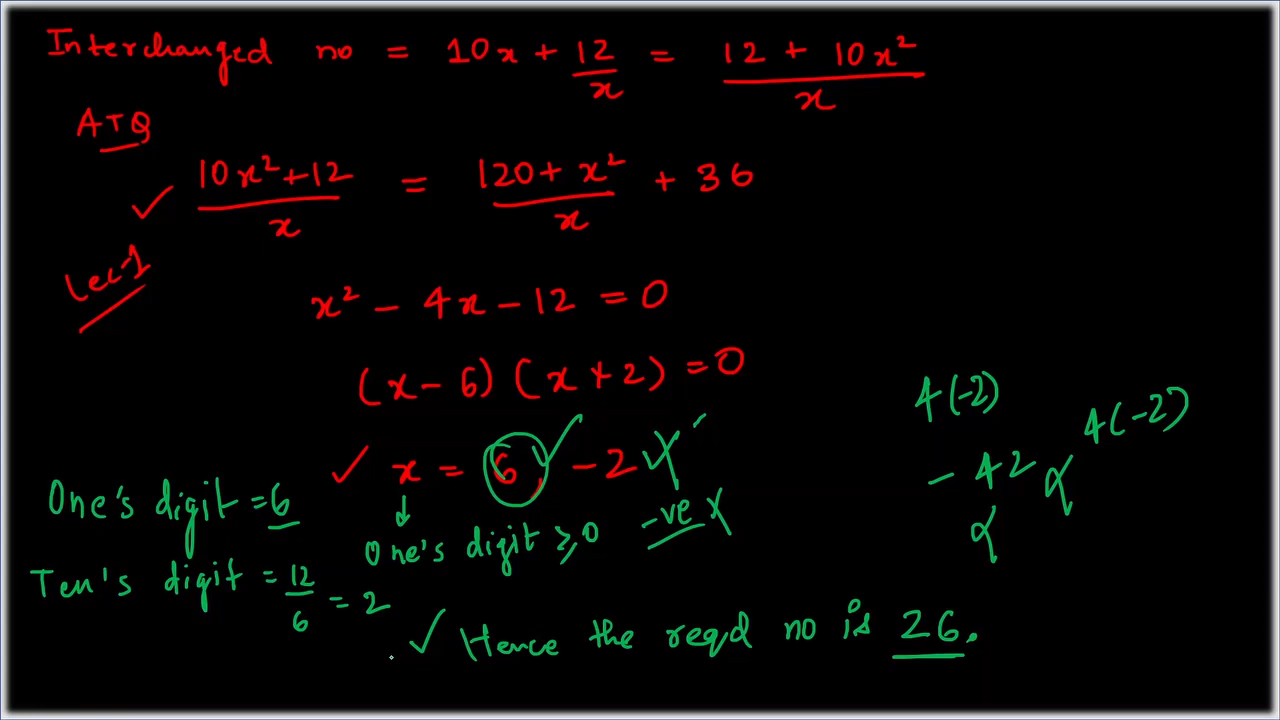 Interchanged no = 10x + 12/x = (12 + 10x²)/x
ATQ
✓ (10x² + 12)/x = (120 + x²)/x + 36
Lec-1
x² - 4x - 12 = 0
(x - 6) (x + 2) = 0
4(-2)
4(-2)
✓ x = 6, ✓ - 2 X
- 42
One's digit = 6
One's digit ≥ 0
-ve X
Ten's digit = 12/6 = 2
✓ Hence the reqd no is 26.